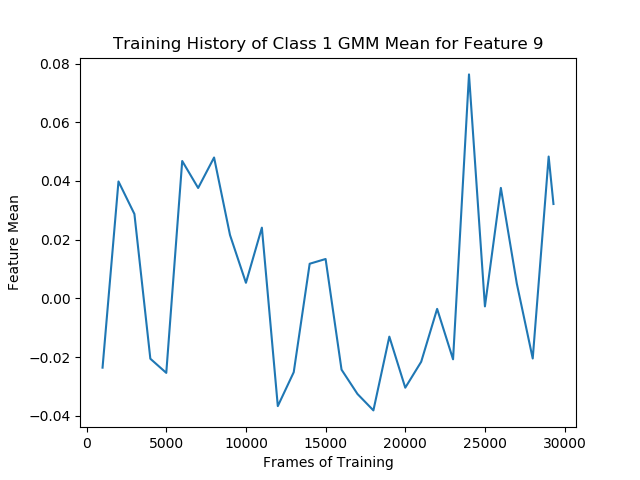 Training History of Class 1 GMM Mean for Feature 9
0.08
0.06
0.04
0.02
0.00
−0.02
−0.04
Feature Mean
0 5000 10000 15000 20000 25000 30000
Frames of Training